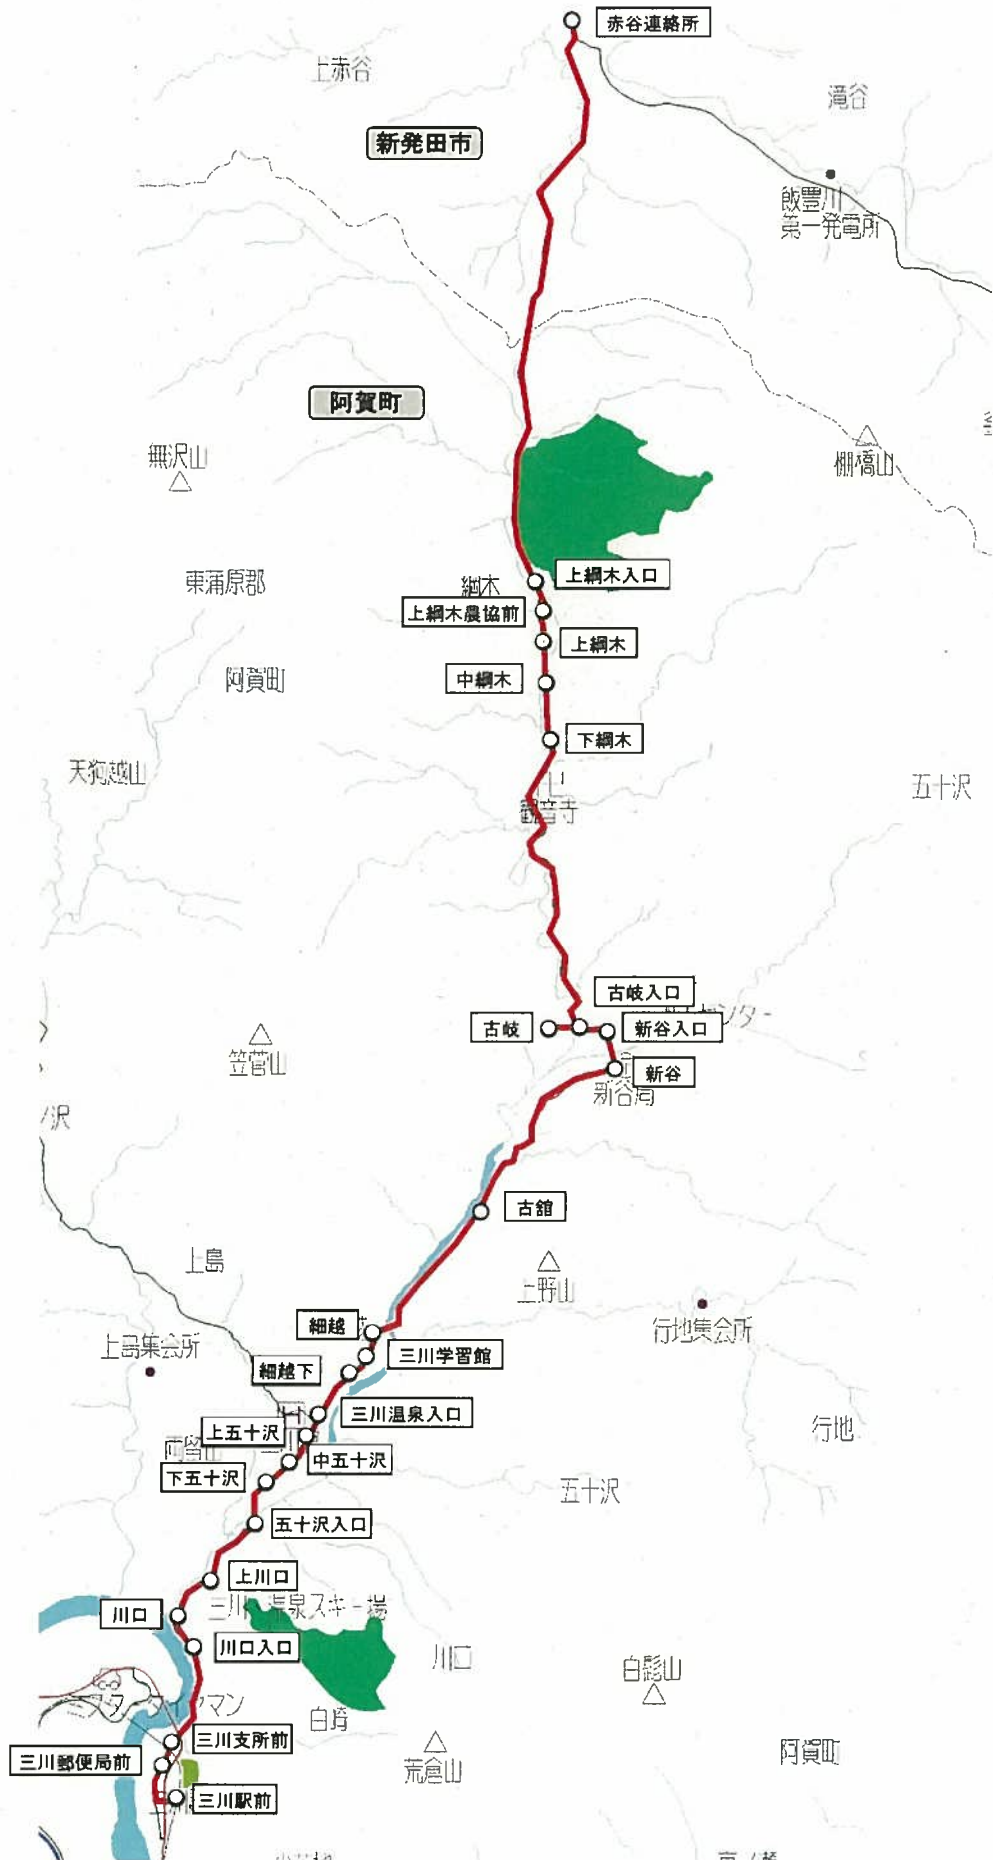 赤谷連絡所
上赤谷
滝谷
新発田市
飯豊川
第一発電所
阿賀町
無沢山
棚橋山
東蒲原郡
綱木
上綱木入口
上綱木農協前
上綱木
阿賀町
中綱木
下綱木
天狗越山
五十沢
観音寺
古岐入口
センター
古岐
新谷入口
笠菅山
新谷
新谷局
ノ沢
古舘
上島
上野山
細越
行地集会所
上島集会所
三川学習館
細越下
三川温泉入口
行地
上五十沢
中五十沢
下五十沢
五十沢
五十沢入口
上川口
三川温泉スキー場
川口
川口入口
川口
白髭山
マン
白崎
三川支所前
荒倉山
阿賀町
三川郵便局前
三川駅前